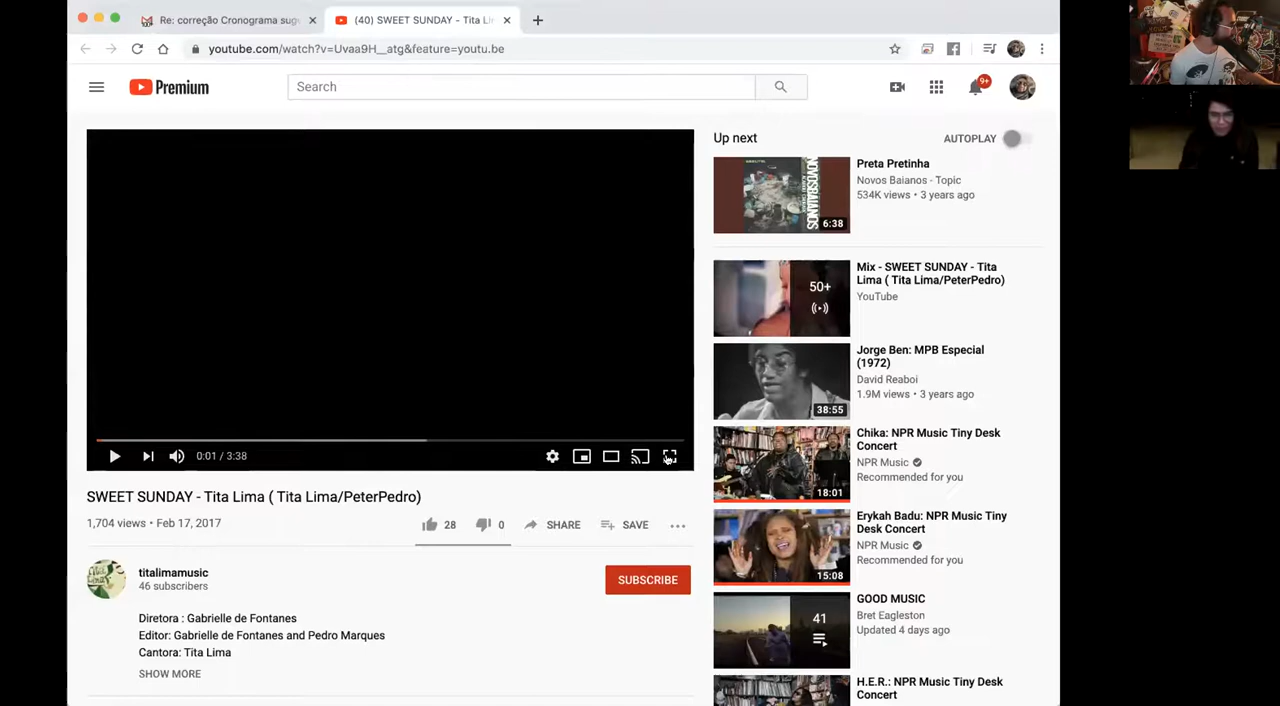 Re: correção Cronograma sug
(40) SWEET SUNDAY - Tita Li
youtube.com/watch?v=Uvaa9H__atg&feature=youtu.be
Premium
Search
9+
0:01 / 3:38
SWEET SUNDAY - Tita Lima ( Tita Lima/PeterPedro)
1,704 views • Feb 17, 2017
28
0
SHARE
SAVE
titalimamusic
46 subscribers
SUBSCRIBE
Diretora : Gabrielle de Fontanes
Editor: Gabrielle de Fontanes and Pedro Marques
Cantora: Tita Lima
SHOW MORE
Up next
AUTOPLAY
NOVOSBAIANOS
6:38
Preta Pretinha
Novos Baianos - Topic
534K views • 3 years ago
50+
Mix - SWEET SUNDAY - Tita
Lima ( Tita Lima/PeterPedro)
YouTube
38:55
Jorge Ben: MPB Especial
(1972)
David Reaboi
1.9M views • 3 years ago
18:01
Chika: NPR Music Tiny Desk
Concert
NPR Music
Recommended for you
15:08
Erykah Badu: NPR Music Tiny
Desk Concert
NPR Music
Recommended for you
41
GOOD MUSIC
Bret Eagleston
Updated 4 days ago
H.E.R.: NPR Music Tiny Desk
Concert